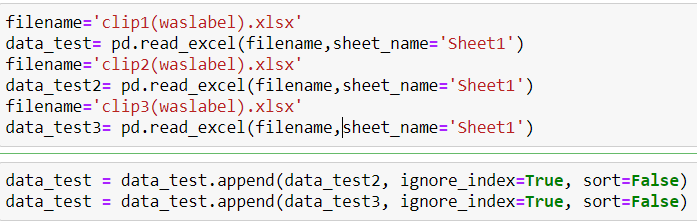 filename='clip1(waslabel).xlsx'
data_test= pd.read_excel(filename,sheet_name='Sheet1')
filename='clip2(waslabel).xlsx'
data_test2= pd.read_excel(filename,sheet_name='Sheet1')
filename='clip3(waslabel).xlsx'
data_test3= pd.read_excel(filename,sheet_name='Sheet1')
data_test = data_test.append(data_test2, ignore_index=True, sort=False)
data_test = data_test.append(data_test3, ignore_index=True, sort=False)